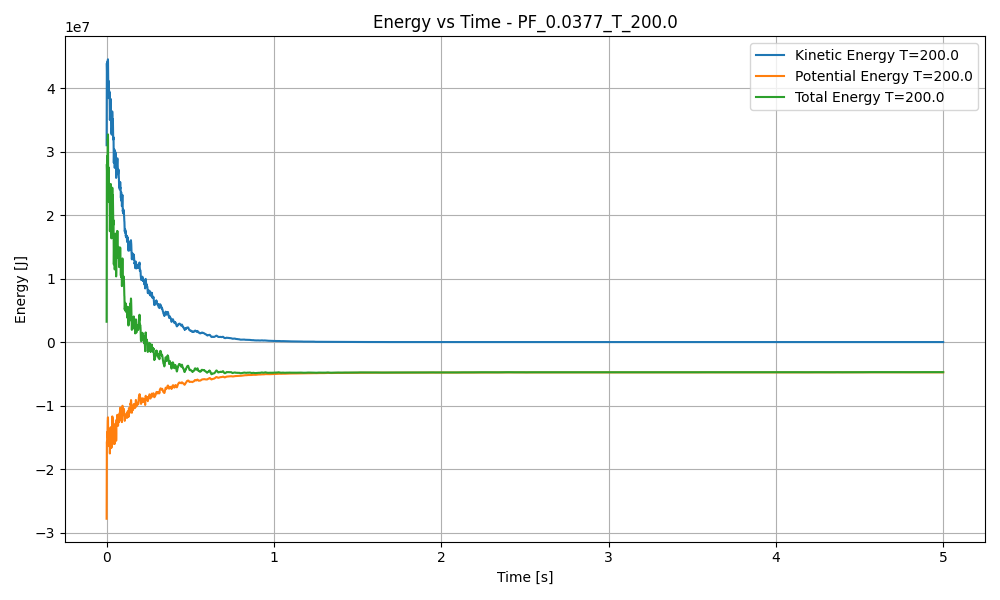 Energy vs Time - PF_0.0377_T_200.0
1e7
Kinetic Energy T=200.0
Potential Energy T=200.0
Total Energy T=200.0
4
3
2
1
0
−1
−2
−3
Energy [J]
0 1 2 3 4 5
Time [s]